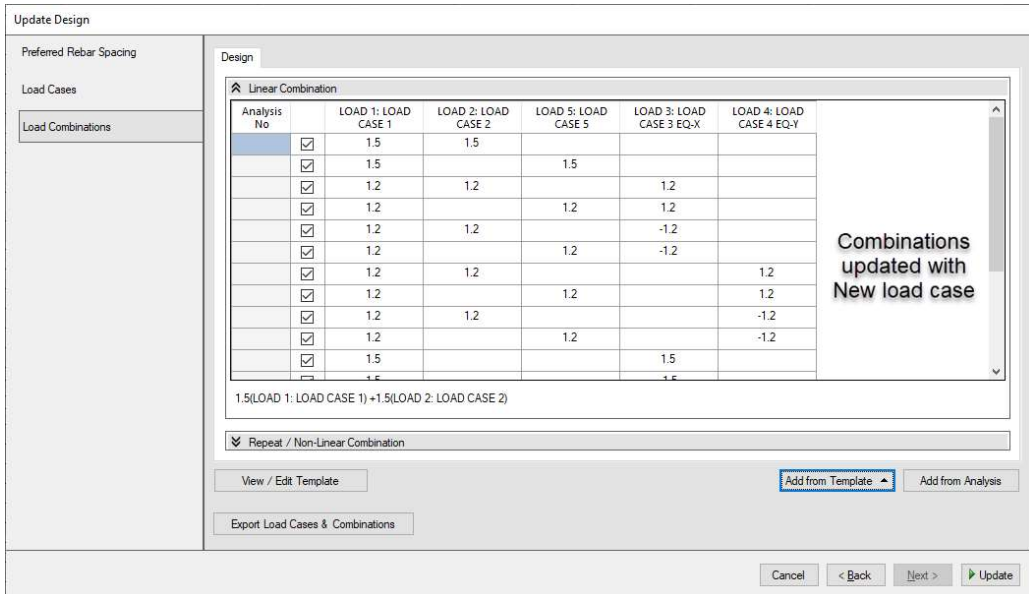 Update Design
Preferred Rebar Spacing
Load Cases
Load Combinations
Design
Linear Combination
Analysis No LOAD 1: LOAD CASE 1 LOAD 2: LOAD CASE 2 LOAD 5: LOAD CASE 5 LOAD 3: LOAD CASE 3 EQ-X LOAD 4: LOAD CASE 4 EQ-Y
1.5 1.5
1.5 1.5
1.2 1.2 1.2
1.2 1.2 1.2
1.2 1.2 -1.2
1.2 1.2 -1.2
1.2 1.2 1.2
1.2 1.2 1.2
1.2 1.2 -1.2
1.2 1.2 -1.2
1.5 1.5
1.5 1.5
Combinations
updated with
New load case
1.5(LOAD 1: LOAD CASE 1) +1.5(LOAD 2: LOAD CASE 2)
Repeat / Non-Linear Combination
View / Edit Template
Add from Template
Add from Analysis
Export Load Cases & Combinations
Cancel
< Back
Next >
Update